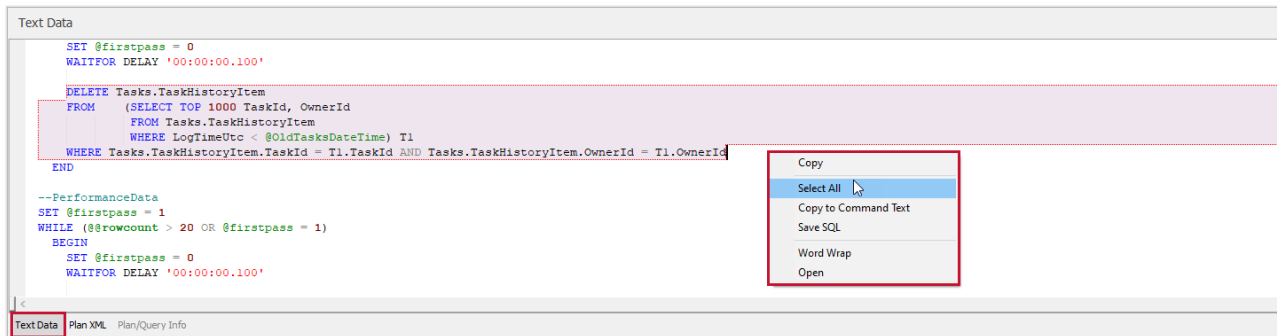 Text Data
SET @firstpass = 0
WAITFOR DELAY '00:00:00.100'
DELETE Tasks.TaskHistoryItem
FROM (SELECT TOP 1000 TaskId, OwnerId
FROM Tasks.TaskHistoryItem
WHERE LogTimeUtc < @OldTasksDateTime) T1
WHERE Tasks.TaskHistoryItem.TaskId = T1.TaskId AND Tasks.TaskHistoryItem.OwnerId = T1.OwnerId
END
--PerformanceData
SET @firstpass = 1
WHILE (@@rowcount > 20 OR @firstpass = 1)
BEGIN
SET @firstpass = 0
WAITFOR DELAY '00:00:00.100'
Copy
Select All
Copy to Command Text
Save SQL
Word Wrap
Open
Text Data Plan XML Plan/Query Info